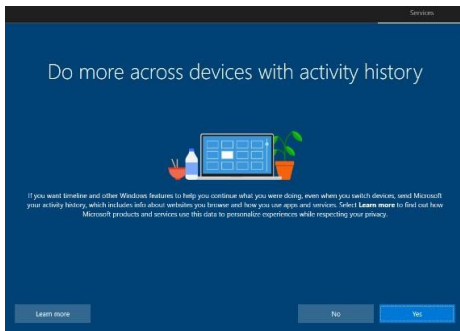 Services
Do more across devices with activity history
If you want timeline and other Windows features to help you continue what you were doing, even when you switch devices, send Microsoft
your activity history, which includes info about websites you browse and how you use apps and services. Select Learn more to find out how
Microsoft products and services use this data to personalize experiences while respecting your privacy.
Learn more
No
Yes